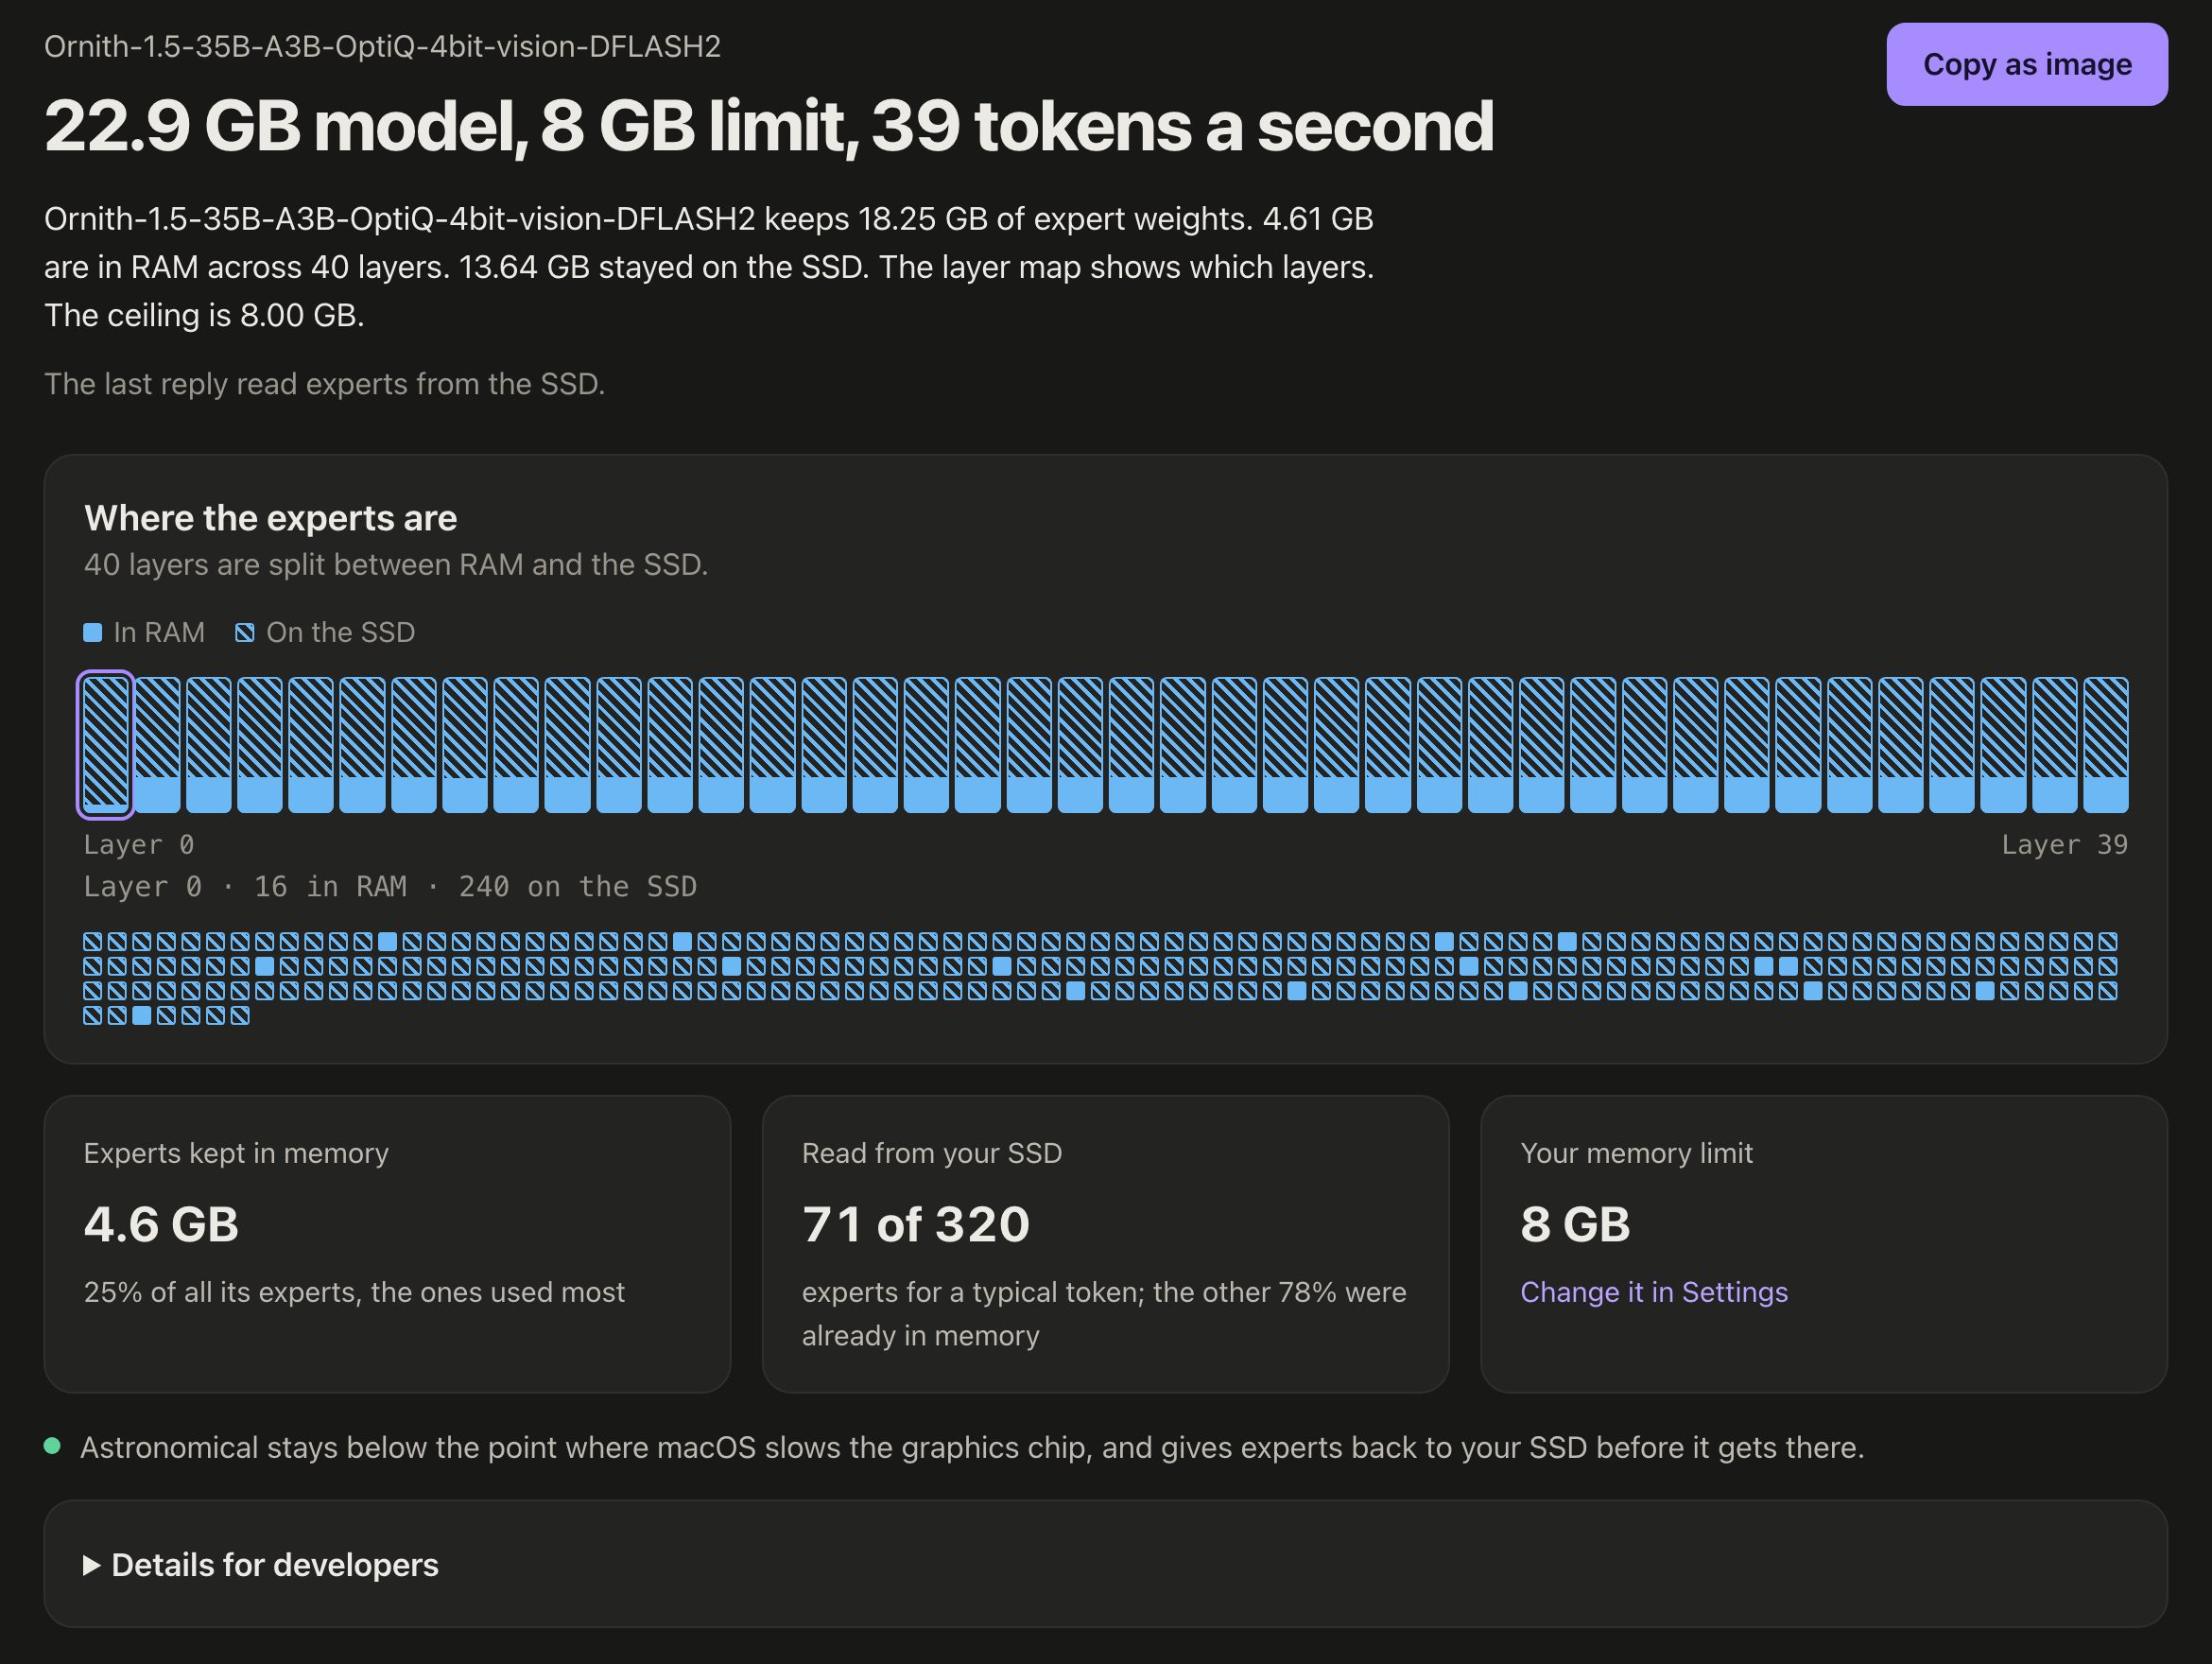 Ornith-1.5-35B-A3B-OptiQ-4bit-vision-DFLASH2
Copy as image
22.9 GB model, 8 GB limit, 39 tokens a second
Ornith-1.5-35B-A3B-OptiQ-4bit-vision-DFLASH2 keeps 18.25 GB of expert weights. 4.61 GB
are in RAM across 40 layers. 13.64 GB stayed on the SSD. The layer map shows which layers.
The ceiling is 8.00 GB.
The last reply read experts from the SSD.
Where the experts are
40 layers are split between RAM and the SSD.
In RAM
On the SSD
Layer 0
Layer 39
Layer 0 · 16 in RAM · 240 on the SSD
Experts kept in memory
4.6 GB
25% of all its experts, the ones used most
Read from your SSD
71 of 320
experts for a typical token; the other 78% were
already in memory
Your memory limit
8 GB
Change it in Settings
Astronomical stays below the point where macOS slows the graphics chip, and gives experts back to your SSD before it gets there.
Details for developers